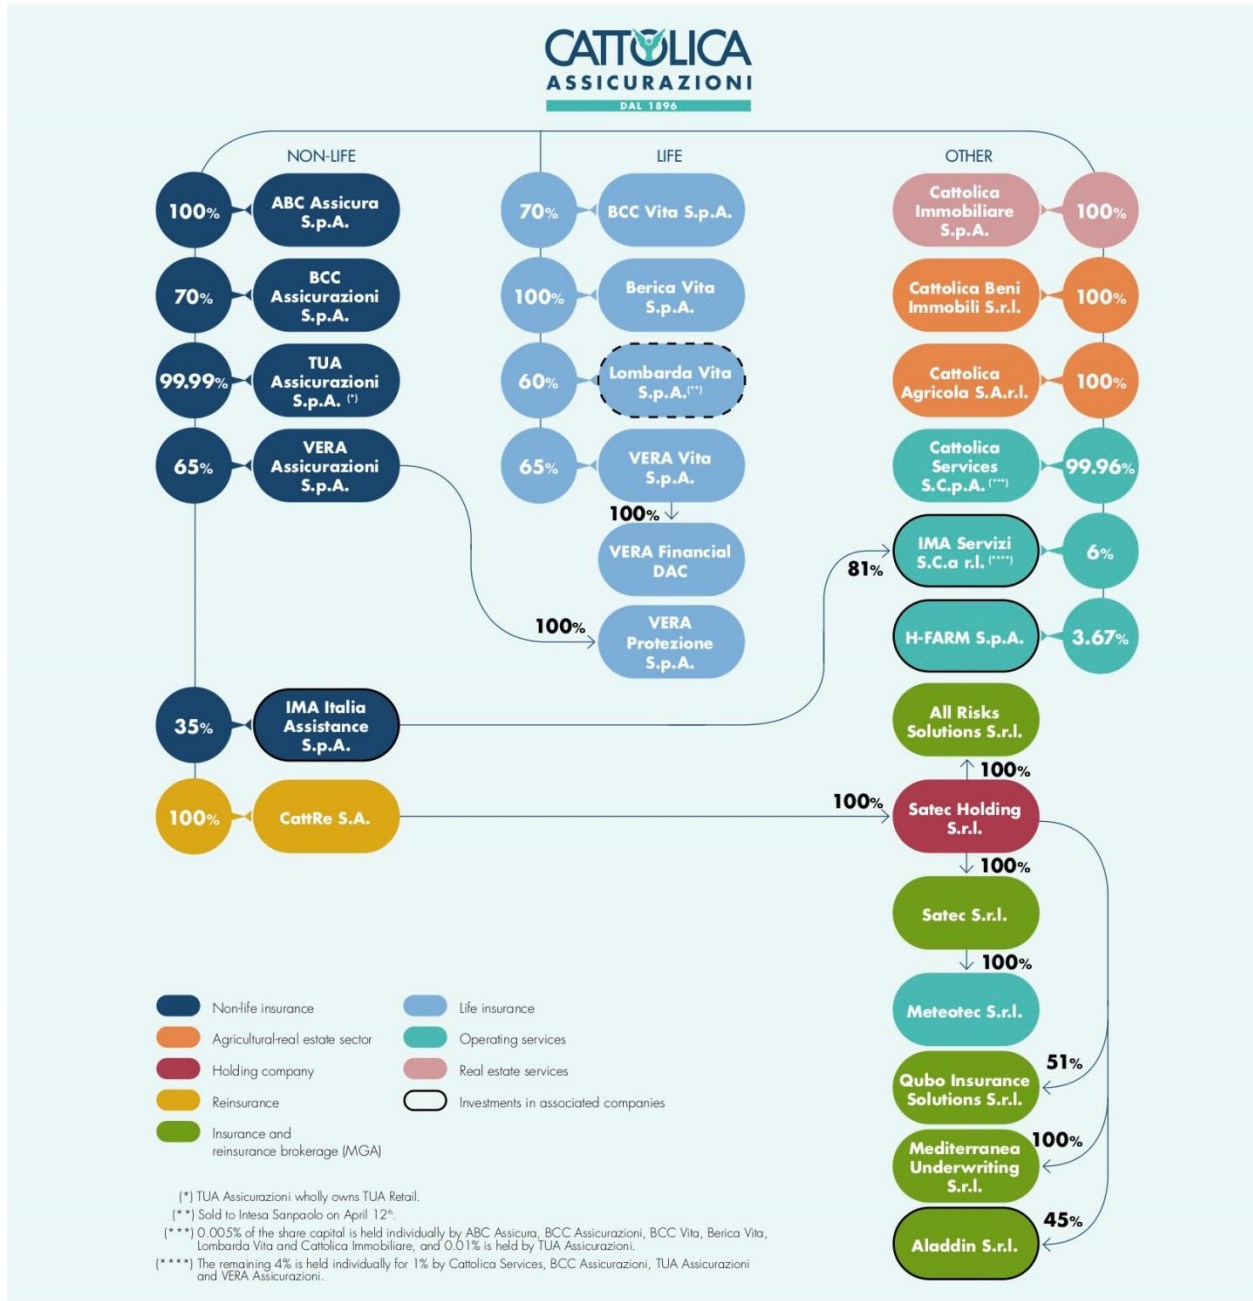 CATTOLICA
ASSICURAZIONI
DAL 1896
NON-LIFE
LIFE
OTHER
100%
ABC Assicura
S.p.A.
70%
BCC
Assicurazioni
S.p.A.
99.99%
TUA
Assicurazioni
S.p.A. (*)
65%
VERA
Assicurazioni
S.p.A.
35%
IMA Italia
Assistance
S.p.A.
100%
CattRe S.A.
70%
BCC Vita S.p.A.
100%
Berica Vita
S.p.A.
60%
Lombarda Vita
S.p.A.(**)
65%
VERA Vita
S.p.A.
100%
VERA Financial
DAC
100%
VERA
Protezione
S.p.A.
Cattolica
Immobiliare
S.p.A.
100%
Cattolica Beni
Immobili S.r.l.
100%
Cattolica
Agricola S.A.r.l.
100%
Cattolica
Services
S.C.p.A. (***)
99.96%
81%
IMA Servizi
S.C.a r.l. (****)
6%
H-FARM S.p.A.
3.67%
All Risks
Solutions S.r.l.
100%
100%
Satec Holding
S.r.l.
100%
Satec S.r.l.
100%
Meteotec S.r.l.
51%
Qubo Insurance
Solutions S.r.l.
100%
Mediterranea
Underwriting
S.r.l.
45%
Aladdin S.r.l.
Non-life insurance
Agricultural-real estate sector
Holding company
Reinsurance
Insurance and
reinsurance brokerage (MGA)
Life insurance
Operating services
Real estate services
Investments in associated companies
(*) TUA Assicurazioni wholly owns TUA Retail.
(**) Sold to Intesa Sanpaolo on April 12th.
(***) 0.005% of the share capital is held individually by ABC Assicura, BCC Assicurazioni, BCC Vita, Berica Vita,
Lombarda Vita and Cattolica Immobiliare, and 0.01% is held by TUA Assicurazioni.
(****) The remaining 4% is held individually for 1% by Cattolica Services, BCC Assicurazioni, TUA Assicurazioni
and VERA Assicurazioni.